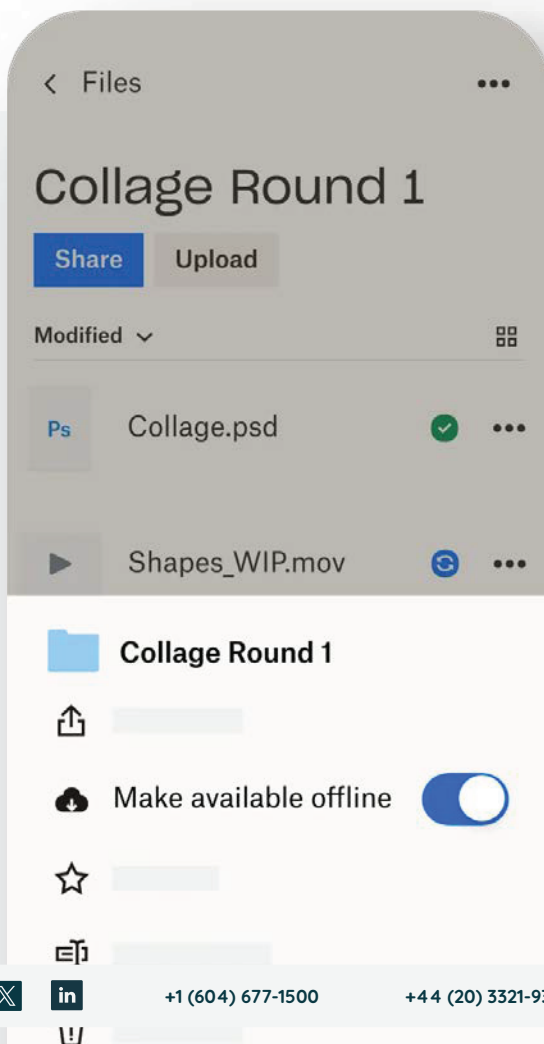 Files
Collage Round 1
Share Upload
Modified
Ps Collage.psd
Shapes_WIP.mov
Collage Round 1
Make available offline
X in +1 (604) 677-1500 +44 (20) 3321-